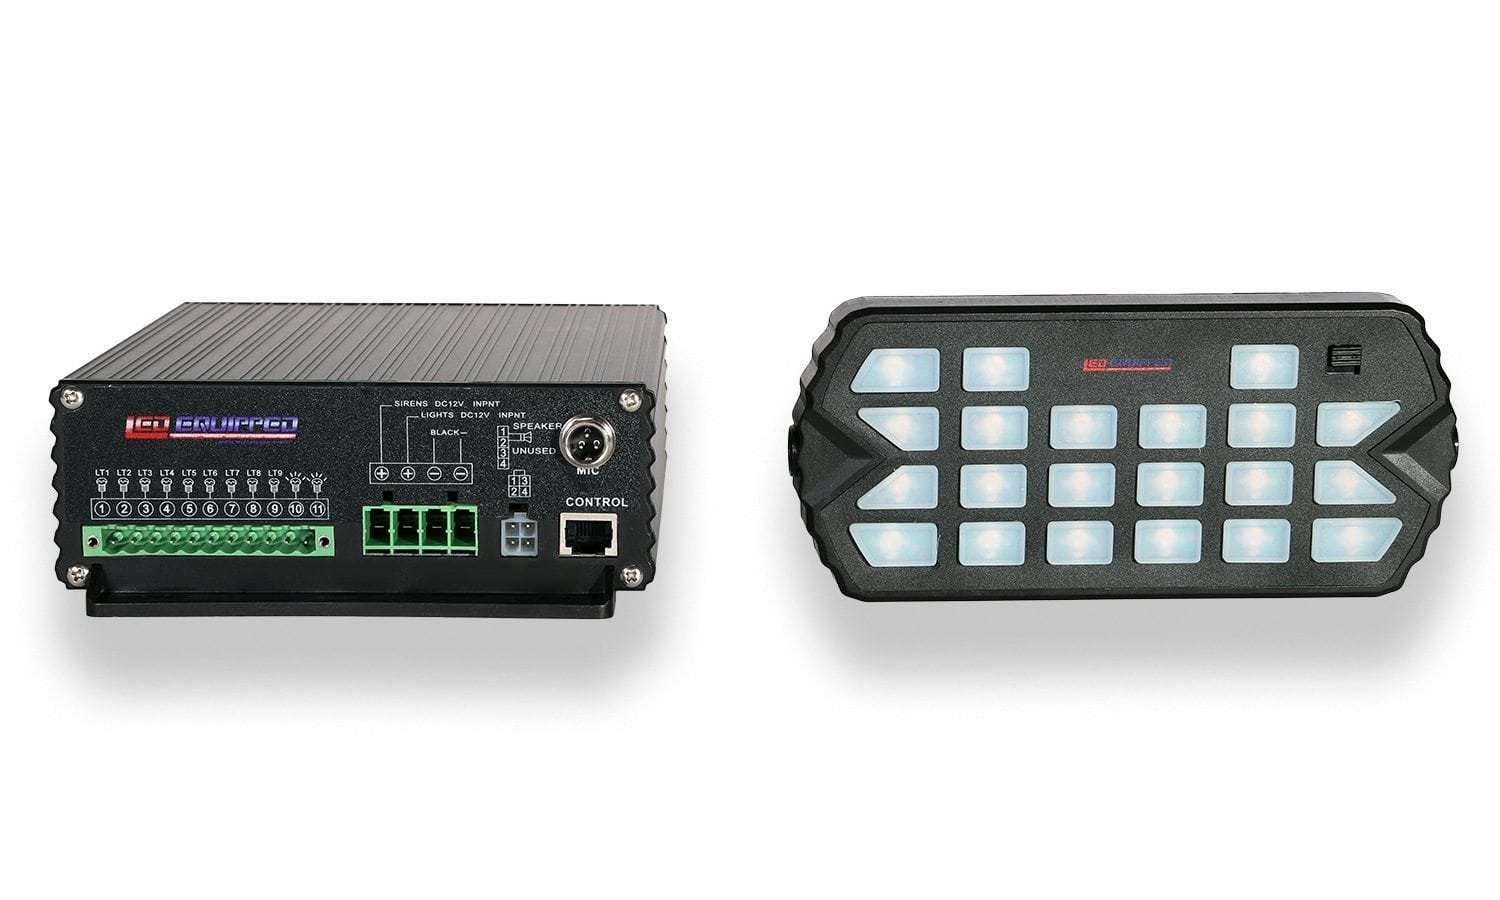 LED EQUIPPED
SIRENS DC12V INPNT
LIGHTS DC12V INPNT
BLACK-
1 SPEAKER
2
3 UNUSED
4
MIC
1 3
2 4
LT1 LT2 LT3 LT4 LT5 LT6 LT7 LT8 LT9
1 2 3 4 5 6 7 8 9 10 11
+ + - -
CONTROL
LED EQUIPPED